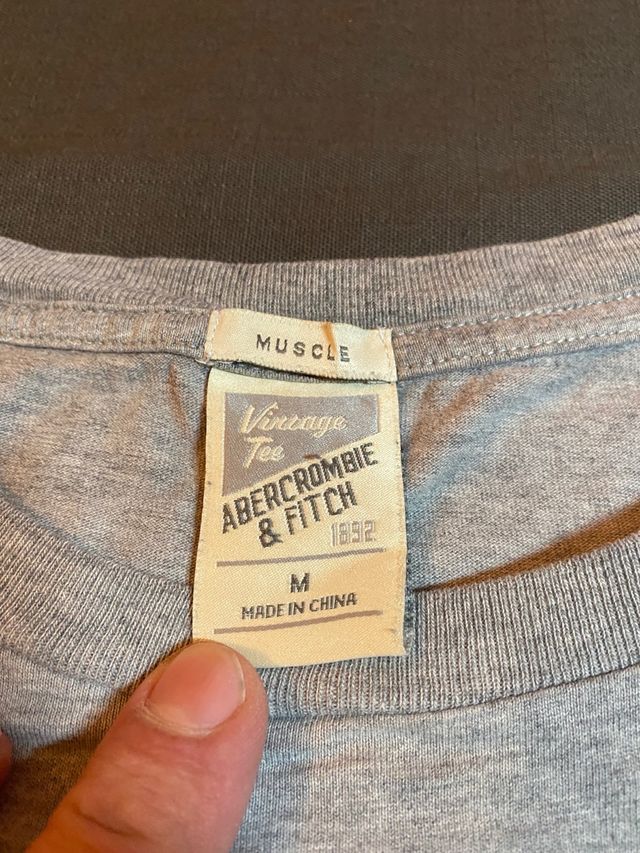 MUSCLE
Vintage
Tee
ABERCROMBIE
& FITCH
1892
M
MADE IN CHINA